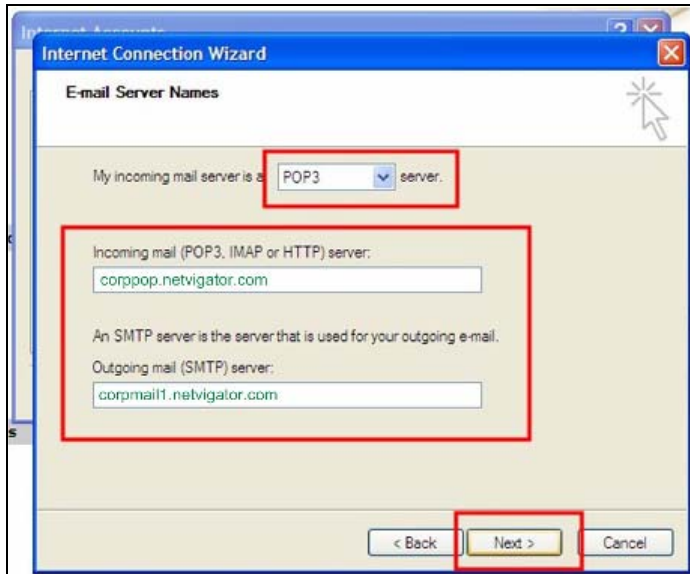 Internet Accounts
Internet Connection Wizard
E-mail Server Names
My incoming mail server is a POP3 server.
Incoming mail (POP3, IMAP or HTTP) server:
corppop.netvigator.com
An SMTP server is the server that is used for your outgoing e-mail.
Outgoing mail (SMTP) server:
corpmail1.netvigator.com
s
< Back Next > Cancel